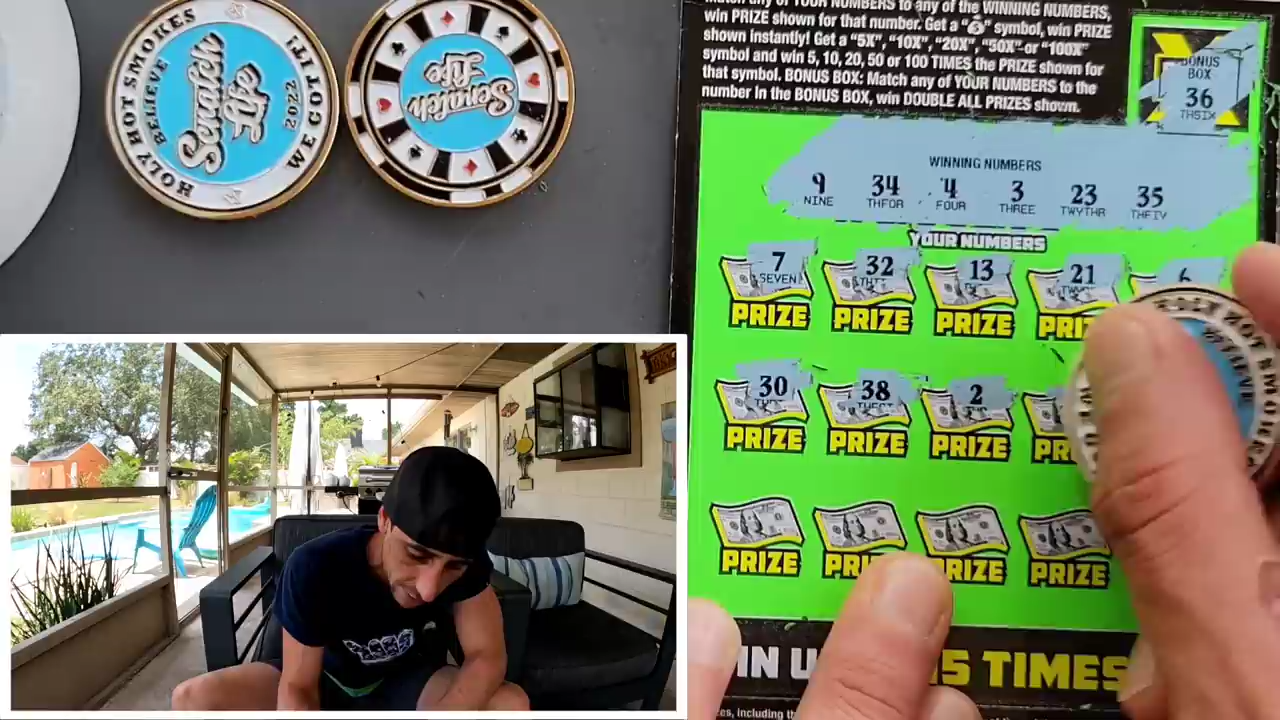 HOLY HOT SMOKES
BELIEVE
Scratch
Life
2022
WE GOT IT!
Scratch
Life
win PRIZE shown for that number. Get a " " symbol, win PRIZE
shown instantly! Get a "5X", "10X", "20X", "50X" or "100X"
symbol and win 5, 10, 20, 50 or 100 TIMES the PRIZE shown for
that symbol. BONUS BOX: Match any of YOUR NUMBERS to the
number In the BONUS BOX, win DOUBLE ALL PRIZES shown.
BONUS
BOX
36
THSIX
WINNING NUMBERS
9 34 4 3 23 35
NINE THFOR FOUR THREE TWYTHR THFIV
YOUR NUMBERS
7 32 13 21 6
SEVEN
PRIZE PRIZE PRIZE
30 38 2
PRIZE PRIZE PRIZE
PRIZE PRIZE PRIZE
TIMES
HOT SMOKES
BELIEVE